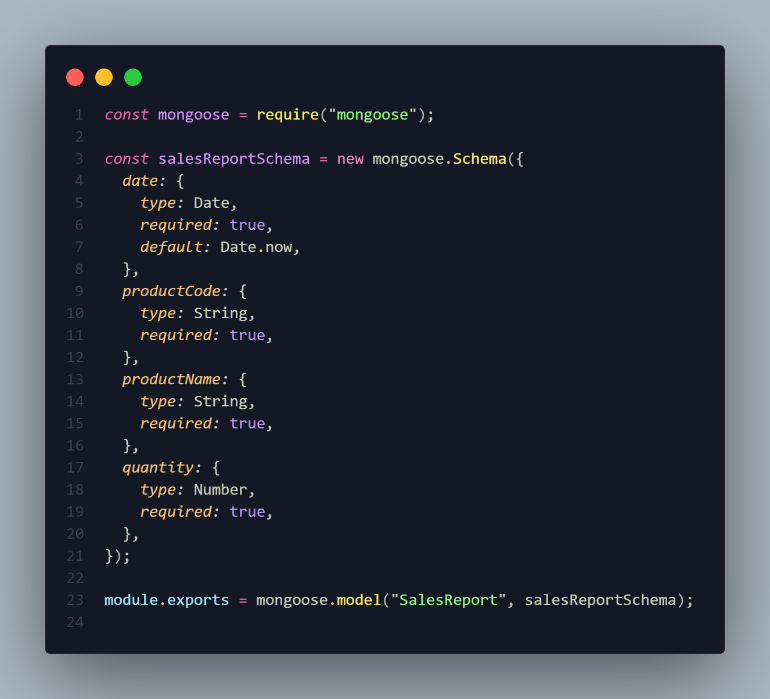 1 const mongoose = require("mongoose");
2
3 const salesReportSchema = new mongoose.Schema({
4   date: {
5     type: Date,
6     required: true,
7     default: Date.now,
8   },
9   productCode: {
10     type: String,
11     required: true,
12   },
13   productName: {
14     type: String,
15     required: true,
16   },
17   quantity: {
18     type: Number,
19     required: true,
20   },
21 });
22
23 module.exports = mongoose.model("SalesReport", salesReportSchema);
24